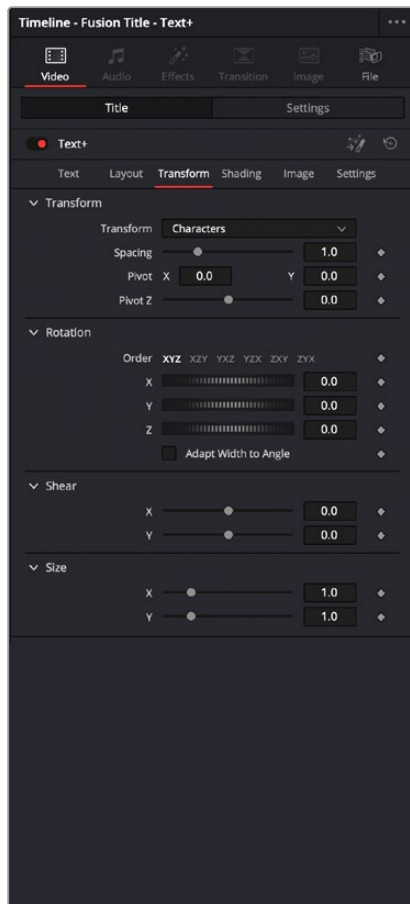 Timeline - Fusion Title - Text+
Video Audio Effects Transition Image File
Title Settings
Text+
Text Layout Transform Shading Image Settings
Transform
Transform Characters
Spacing 1.0
Pivot X 0.0 Y 0.0
Pivot Z 0.0
Rotation
Order XYZ XZY YXZ YZX ZXY ZYX
X 0.0
Y 0.0
Z 0.0
Adapt Width to Angle
Shear
X 0.0
Y 0.0
Size
X 1.0
Y 1.0